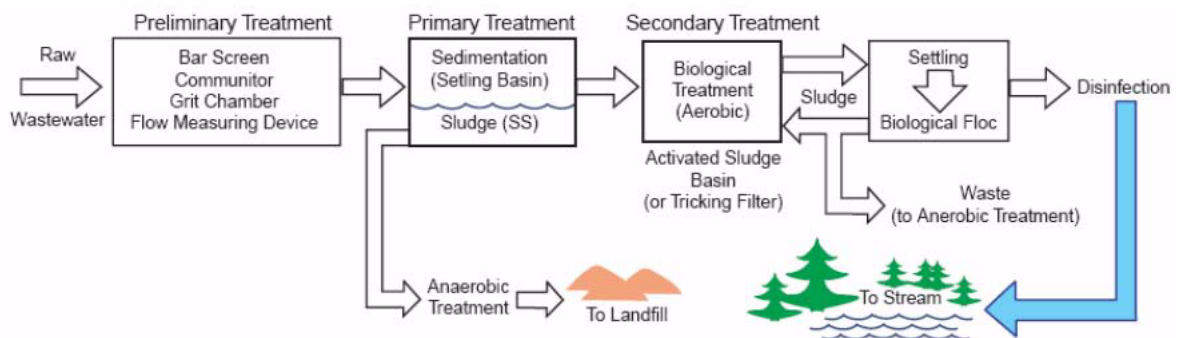 Preliminary Treatment
Primary Treatment
Secondary Treatment
Raw
Wastewater
Bar Screen
Communitor
Grit Chamber
Flow Measuring Device
Sedimentation
(Setling Basin)
Sludge (SS)
Biological
Treatment
(Aerobic)
Activated Sludge
Basin
(or Tricking Filter)
Sludge
Settling
Biological Floc
Disinfection
Waste
(to Anerobic Treatment)
Anaerobic
Treatment
To Landfill
To Stream